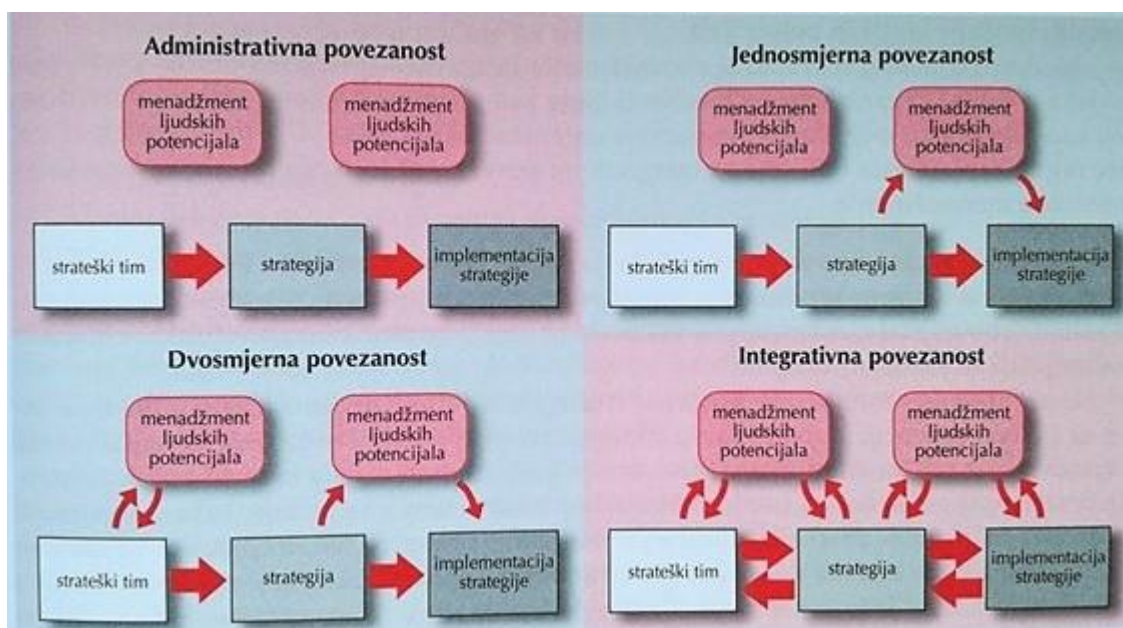 Administrativna povezanost
menadžment
ljudskih
potencijala
menadžment
ljudskih
potencijala
strateški tim
strategija
implementacija
strategije
Jednosmjerna povezanost
menadžment
ljudskih
potencijala
menadžment
ljudskih
potencijala
strateški tim
strategija
implementacija
strategije
Dvosmjerna povezanost
menadžment
ljudskih
potencijala
menadžment
ljudskih
potencijala
strateški tim
strategija
implementacija
strategije
Integrativna povezanost
menadžment
ljudskih
potencijala
menadžment
ljudskih
potencijala
strateški tim
strategija
implementacija
strategije